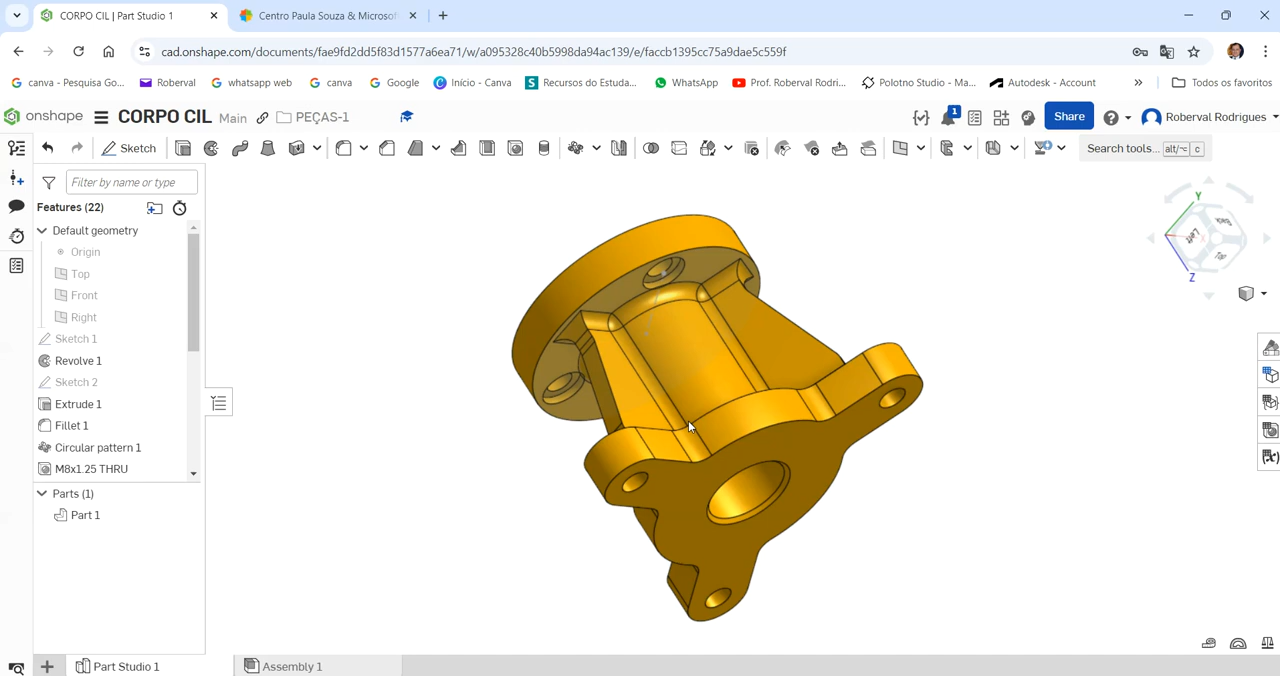 CORPO CIL | Part Studio 1
Centro Paula Souza & Microsof
cad.onshape.com/documents/fae9fd2dd5f83d1577a6ea71/w/a095328c40b5998da94ac139/e/faccb1395cc75a9dae5c559f
canva - Pesquisa Go... Roberval whatsapp web canva Google Início - Canva Recursos do Estuda... WhatsApp Prof. Roberval Rodri... Polotno Studio - Ma... Autodesk - Account » Todos os favoritos
onshape CORPO CIL Main PEÇAS-1 1 Share Roberval Rodrigues
Sketch Search tools... alt/⌥ c
Filter by name or type
Features (22)
Default geometry
Origin
Top
Front
Right
Sketch 1
Revolve 1
Sketch 2
Extrude 1
Fillet 1
Circular pattern 1
M8x1.25 THRU
Parts (1)
Part 1
Y
Left
Top
Z
Part Studio 1
Assembly 1